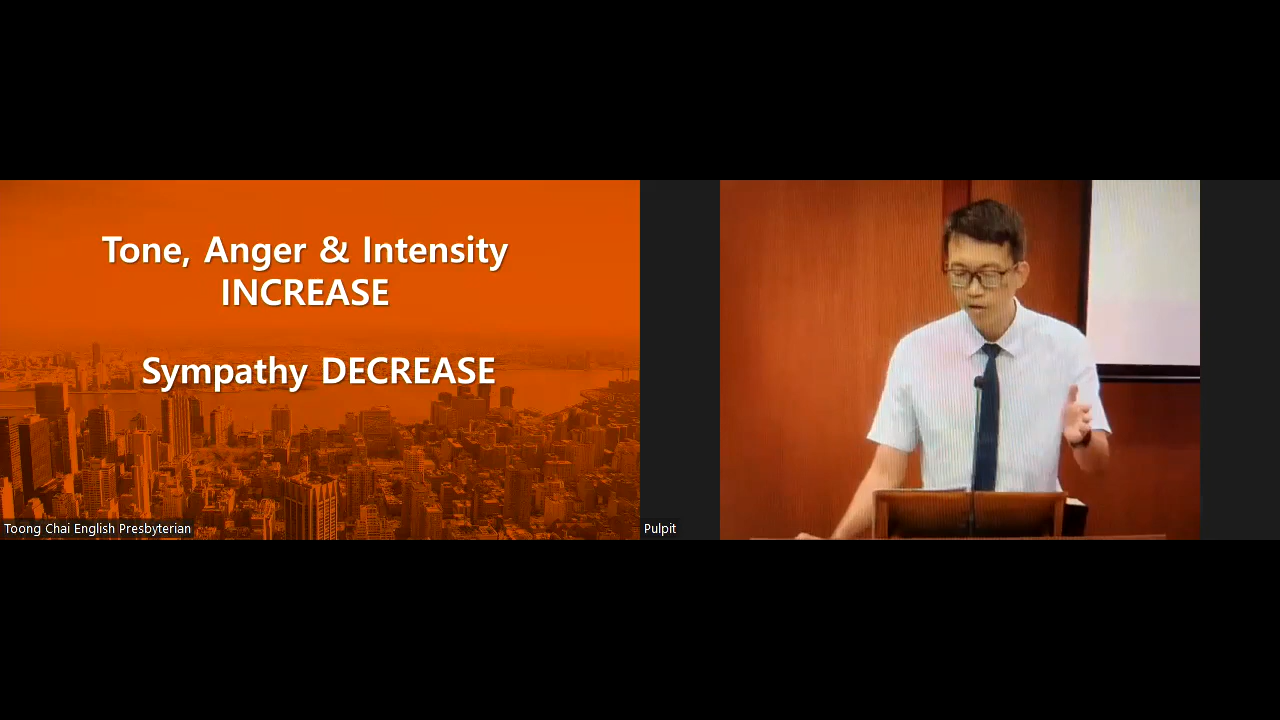 Tone, Anger & Intensity
INCREASE
Sympathy DECREASE
Toong Chai English Presbyterian
Pulpit